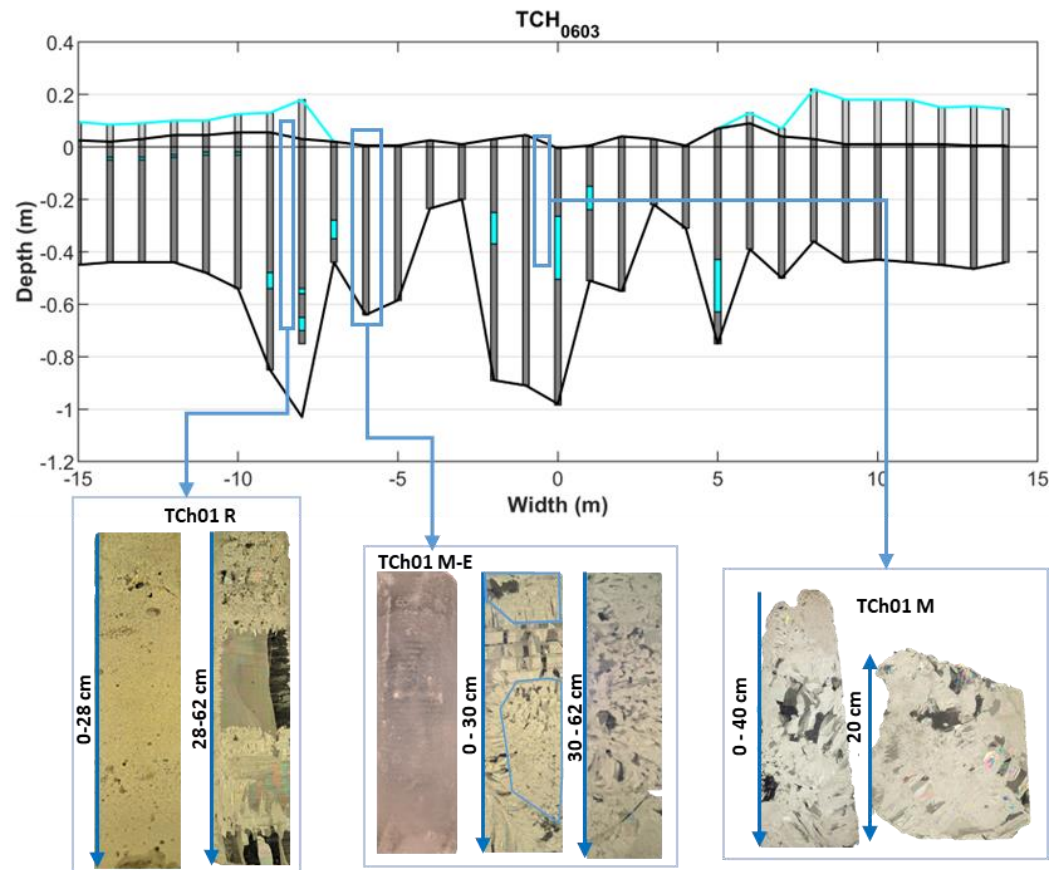 TCH0603
0.4
0.2
0
-0.2
-0.4
-0.6
-0.8
-1
-1.2
Depth (m)
-15
-10
-5
0
5
10
15
Width (m)
TCh01 R
0-28 cm
28-62 cm
TCh01 M-E
0 - 30 cm
30 - 62 cm
TCh01 M
0 - 40 cm
20 cm